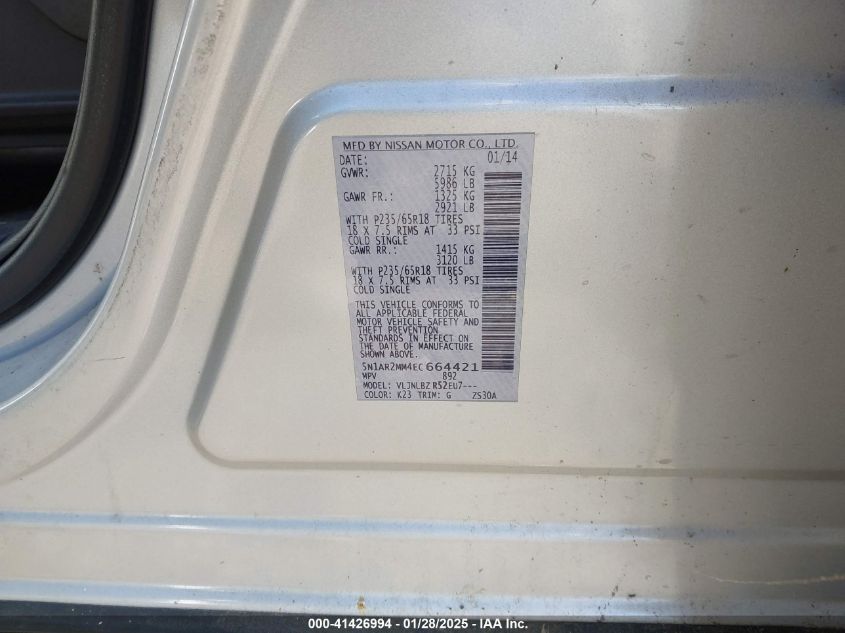 MFD BY NISSAN MOTOR CO., LTD.
DATE: 01/14
GVWR: 2715 KG
5986 LB
GAWR FR.: 1325 KG
2921 LB
WITH P235/65R18 TIRES
18 X 7.5 RIMS AT 33 PSI
COLD SINGLE
GAWR RR.: 1415 KG
3120 LB
WITH P235/65R18 TIRES
18 X 7.5 RIMS AT 33 PSI
COLD SINGLE
THIS VEHICLE CONFORMS TO
ALL APPLICABLE FEDERAL
MOTOR VEHICLE SAFETY AND
THEFT PREVENTION
STANDARDS IN EFFECT ON
THE DATE OF MANUFACTURE
SHOWN ABOVE.
5N1AR2MM4EC664421
MPV 892
MODEL: VLJNLBZ R52EU7---
COLOR: K23 TRIM: G ZS30A
000-41426994 - 01/28/2025 - IAAI.com